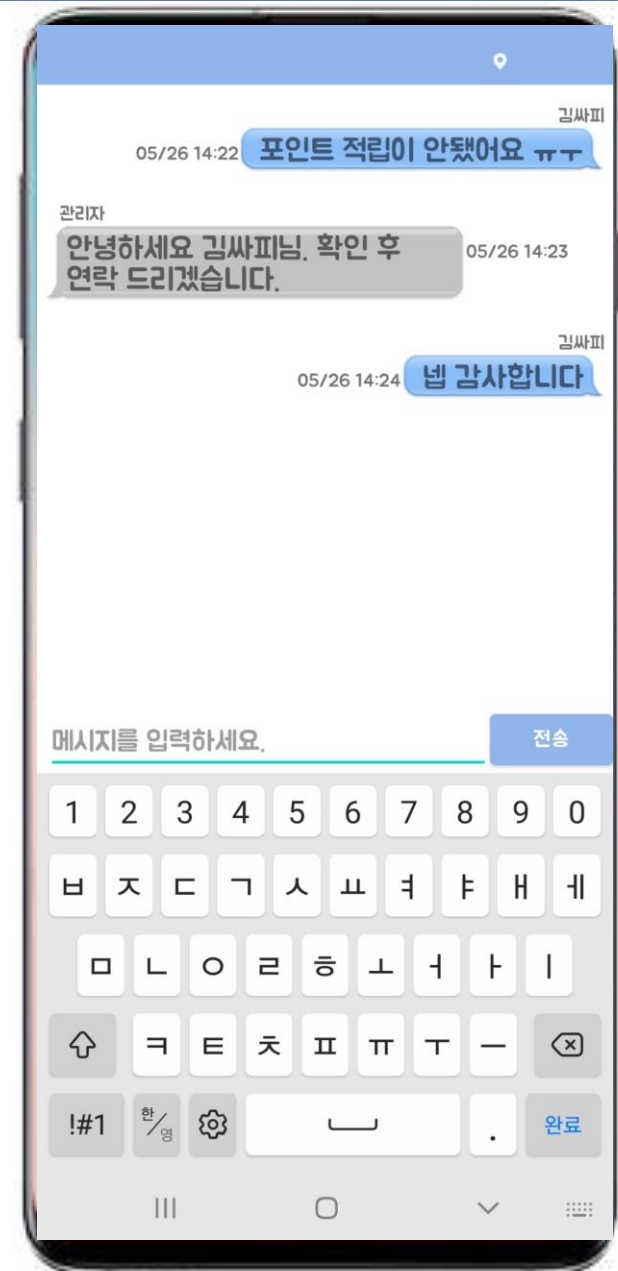 김싸피
05/26 14:22 포인트 적립이 안됐어요 ㅠㅜ
관리자
안녕하세요 김싸피님. 확인 후
연락 드리겠습니다.
05/26 14:23
김싸피
05/26 14:24 넵 감사합니다
메시지를 입력하세요.
전송
1 2 3 4 5 6 7 8 9 0
ㅂ ㅈ ㄷ ㄱ ㅅ ㅛ ㅕ ㅑ ㅐ ㅔ
ㅁ ㄴ ㅇ ㄹ ㅎ ㅗ ㅓ ㅏ ㅣ
ㅋ ㅌ ㅊ ㅍ ㅠ ㅜ ㅡ
!#1 한/영 . 완료